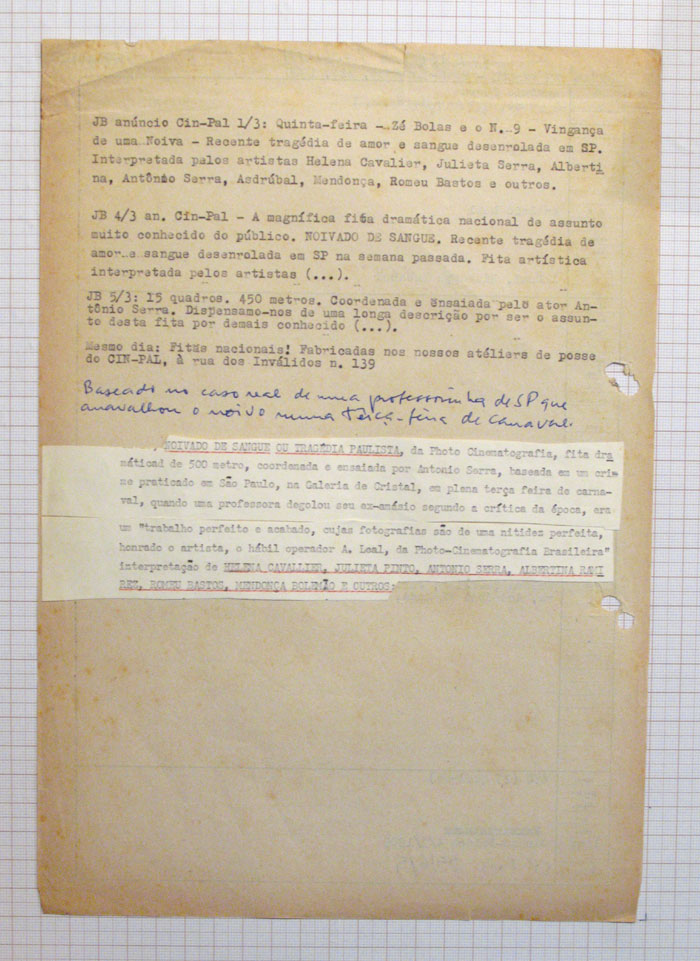 JB anúncio Cin-Pal 1/3: Quinta-feira - Zé Bolas e o N. 9 - Vingança
de uma Noiva - Recente tragédia de amor e sangue desenrolada em SP.
Interpretada pelos artistas Helena Cavalier, Julieta Serra, Alberti
na, Antônio Serra, Asdrúbal, Mendonça, Romeu Bastos e outros.
JB 4/3 an. Cin-Pal - A magnífica fita dramática nacional de assunto
muito conhecido do público. NOIVADO DE SANGUE. Recente tragédia de
amor e sangue desenrolada em SP na semana passada. Fita artística
interpretada pelos artistas (...).
JB 5/3: 15 quadros. 450 metros. Coordenada e ensaiada pelo ator An-
tônio Serra. Dispensamo-nos de uma longa descrição por ser o assun-
to desta fita por demais conhecido (...).
Mesmo dia: Fitas nacionais! Fabricadas nos nossos atéliers de posse
do CIN-PAL, à rua dos Inválidos n. 139
Baseado no caso real de uma professorinha de SP que
anavalhou o noivo numa terça-feira de Carnaval.
NOIVADO DE SANGUE OU TRAGÉDIA PAULISTA, da Photo Cinematografia, fita dra
máticad de 500 metro, coordenada e ensaiada por Antonio Serra, baseada em um cri-
me praticado em São Paulo, na Galeria de Cristal, em plena terça feira de carna-
val, quando uma professora degolou seu ex-amásio segundo a crítica da época, era
um "trabalho perfeito e acabado, cujas fotografias são de uma nitides perfeita,
honrado o artista, o hábil operador A. Leal, da Photo-Cinematografia Brasileira"
interpretação de HELENA CAVALLIER, JULIETA PINTO, ANTONIO SERRA, ALBERTINA RAMI
REZ, ROMEU BASTOS, MENDONÇA BOLEMÃO E OUTROS.